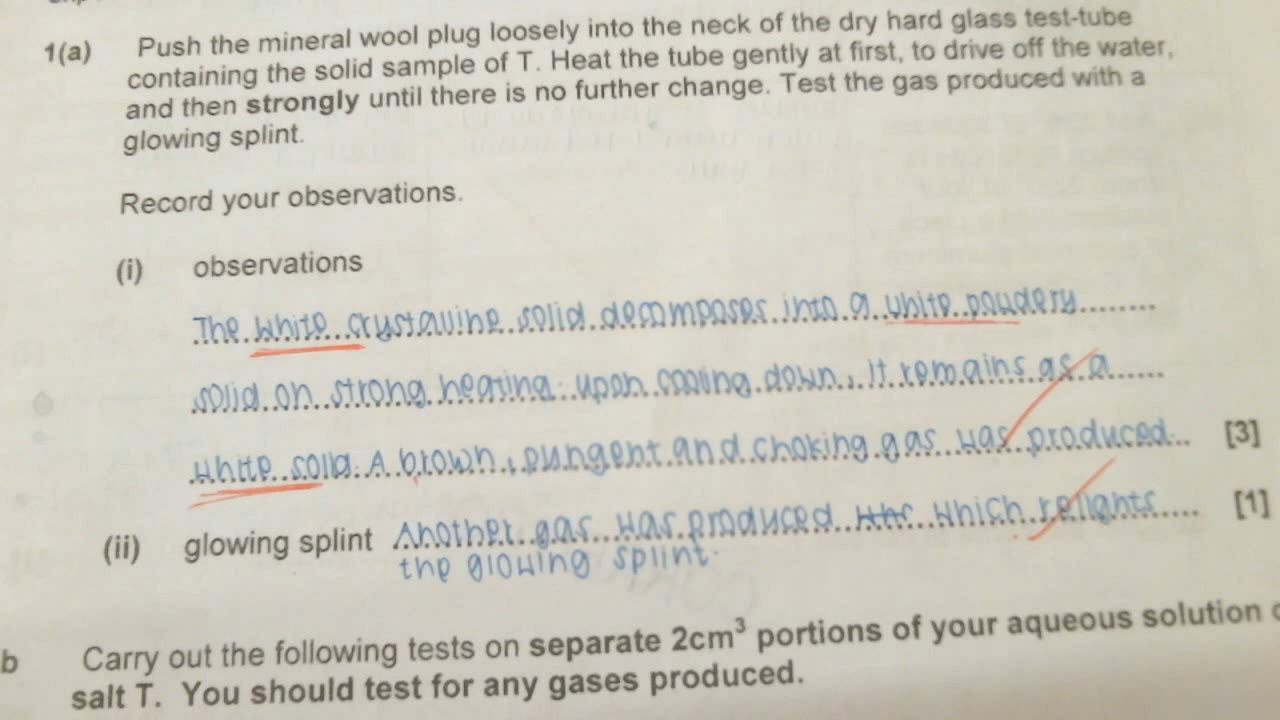 1(a) Push the mineral wool plug loosely into the neck of the dry hard glass test-tube
containing the solid sample of T. Heat the tube gently at first, to drive off the water,
and then strongly until there is no further change. Test the gas produced with a
glowing splint.
Record your observations.
(i) observations
The white crystalline solid decomposes into a white powdery
solid on strong heating. Upon cooling down, it remains as a
white solid. A brown, pungent and choking gas was produced. [3]
(ii) glowing splint Another gas was produced which relights [1]
the glowing splint.
b Carry out the following tests on separate 2cm³ portions of your aqueous solution
salt T. You should test for any gases produced.